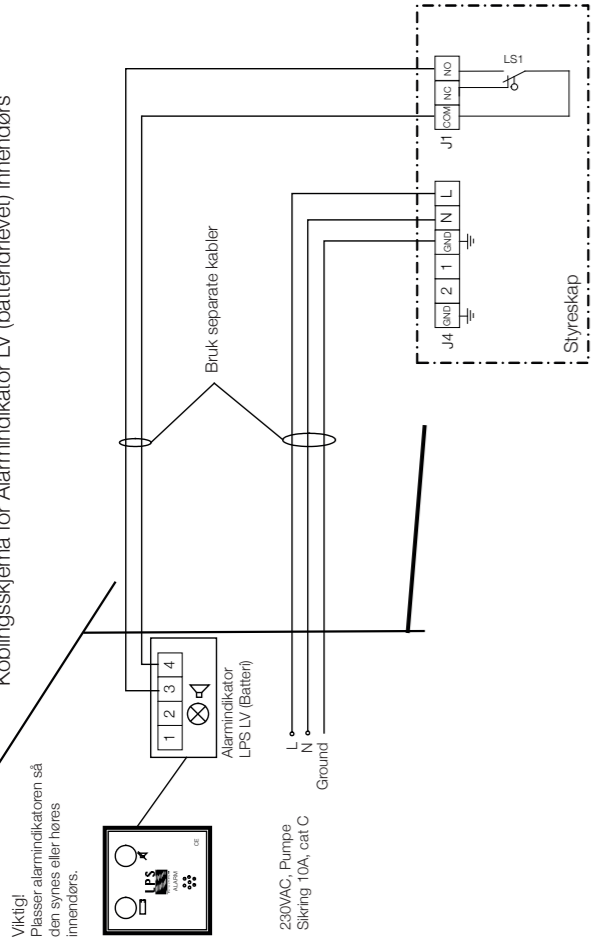 Koblingsskjema for Alarmindikator LV (batteridrievet) innendørs
Viktig!
Plasser alarmindikatoren så
den synes eller høres
innendørs.
LPS
ALARM
CE
1 2 3 4
Alarmindikator
LPS LV (Batteri)
230VAC, Pumpe
Sikring 10A, cat C
L
N
Ground
Bruk separate kabler
J4 GND 2 1 GND N L
J1 COM NC NO
LS1
Styreskap